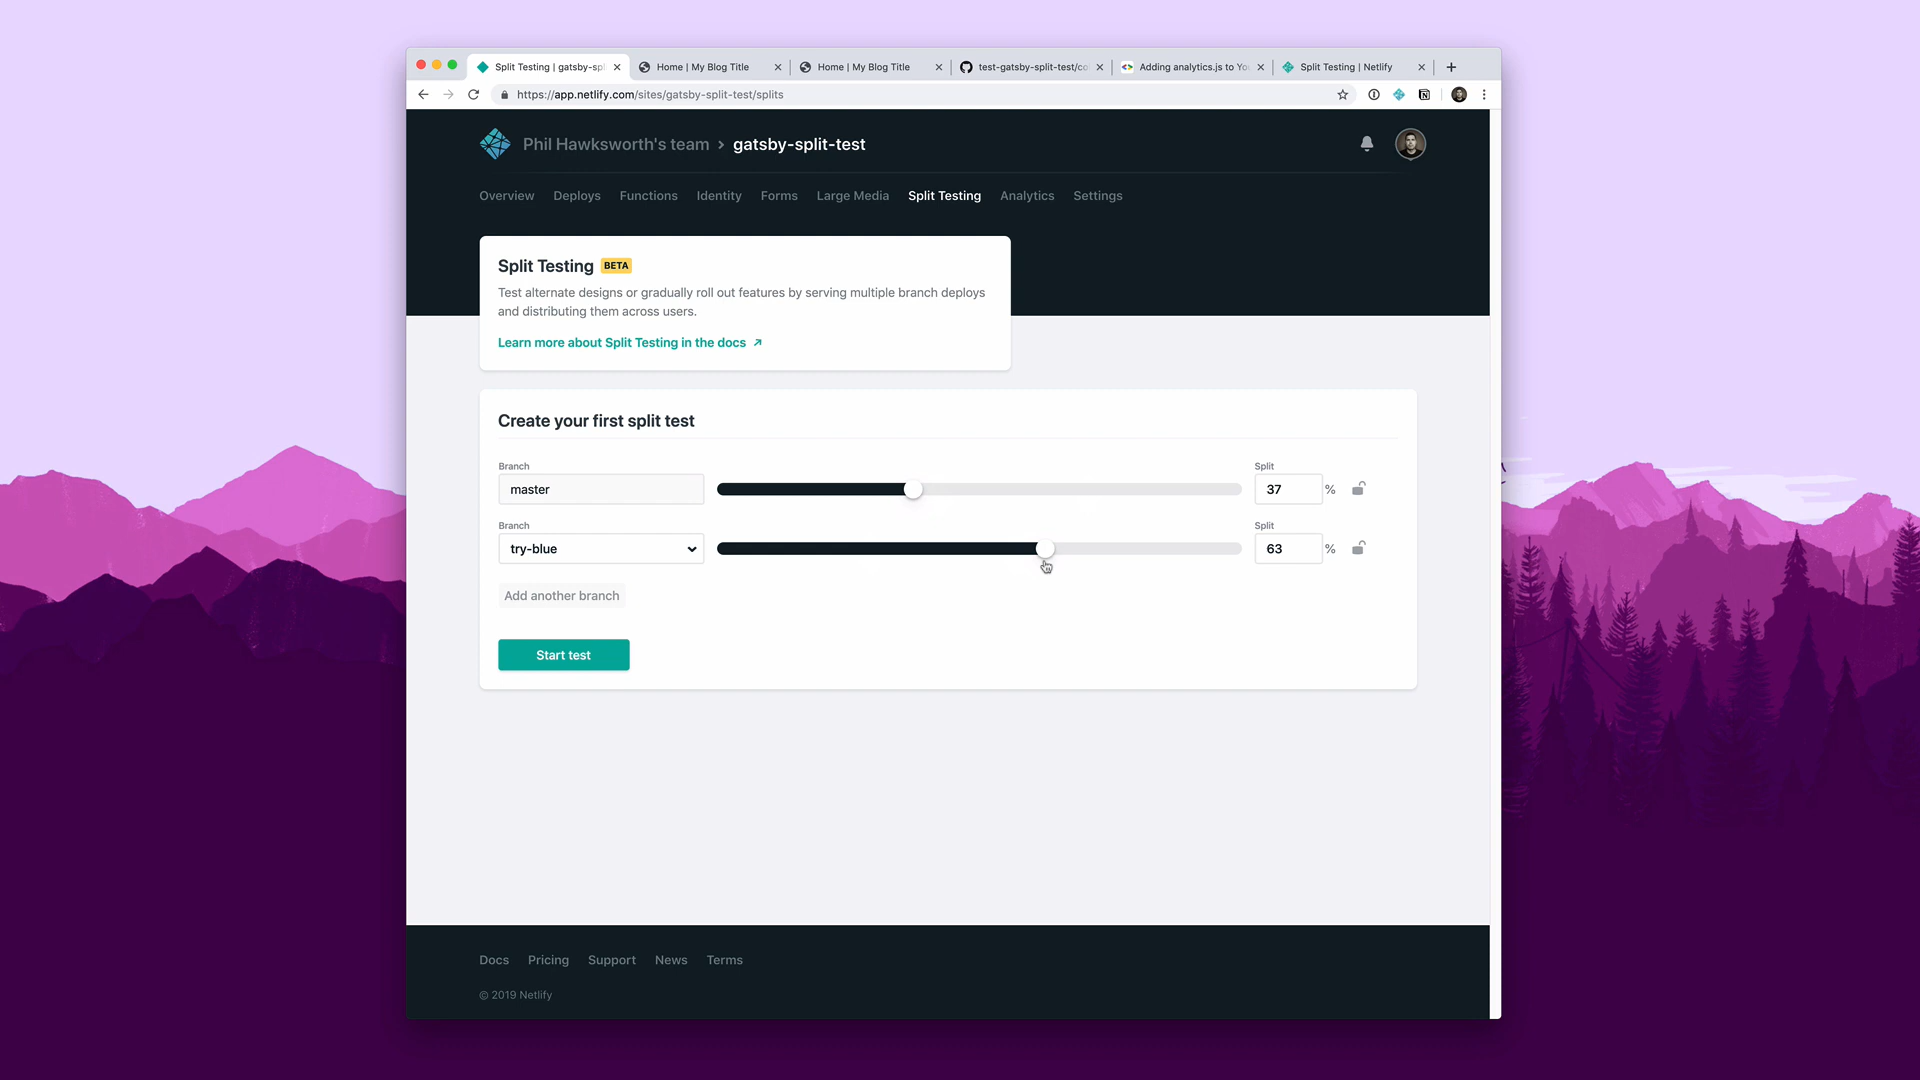 Split Testing | gatsby-spl
Home | My Blog Title
Home | My Blog Title
test-gatsby-split-test/co
Adding analytics.js to Yo
Split Testing | Netlify
https://app.netlify.com/sites/gatsby-split-test/splits
Phil Hawksworth's team › gatsby-split-test
Overview Deploys Functions Identity Forms Large Media Split Testing Analytics Settings
Split Testing BETA
Test alternate designs or gradually roll out features by serving multiple branch deploys
and distributing them across users.
Learn more about Split Testing in the docs
Create your first split test
Branch Split
master 37 %
Branch Split
try-blue 63 %
Add another branch
Start test
Docs Pricing Support News Terms
© 2019 Netlify